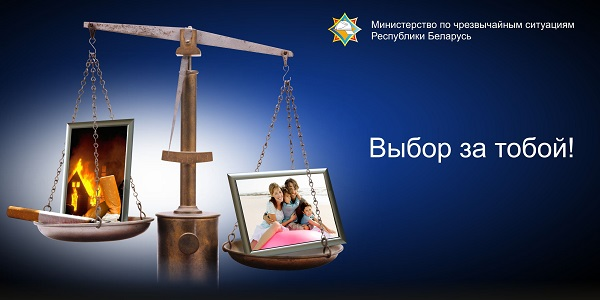 Министерство по чрезвычайным ситуациям
Республики Беларусь
Выбор за тобой!